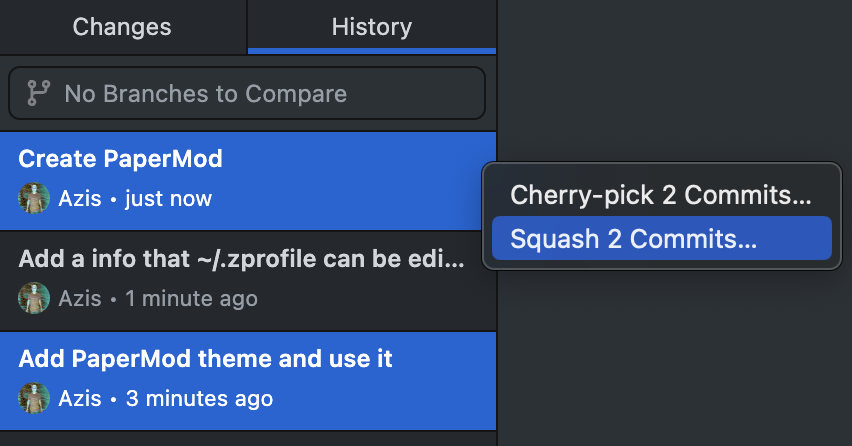 Changes
History
No Branches to Compare
Create PaperMod
Azis • just now
Cherry-pick 2 Commits...
Squash 2 Commits...
Add a info that ~/.zprofile can be edi...
Azis • 1 minute ago
Add PaperMod theme and use it
Azis • 3 minutes ago